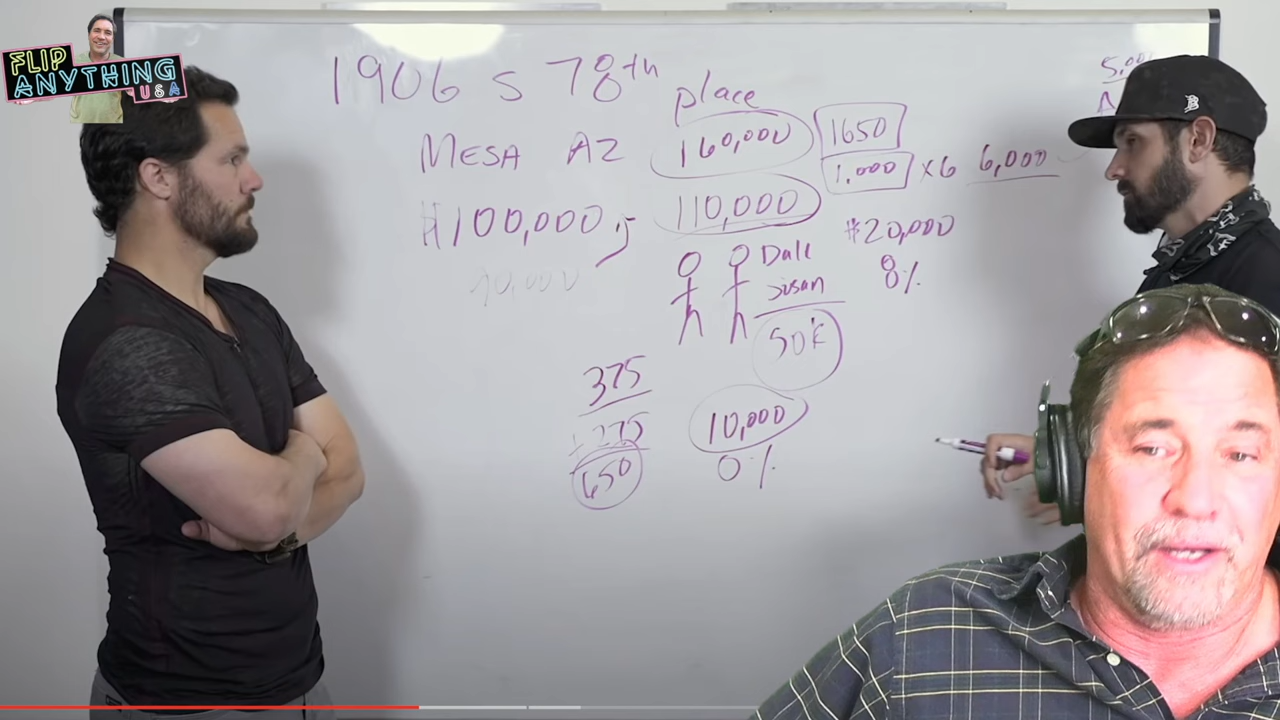 FLIP
ANYTHING
USA
1906 S 78th
place
MESA AZ
160,000
1650
1,000 x6 6,000
$100,000
110,000
$20,000
8%
Dale
Susan
50K
375
275
650
10,000
0%
B